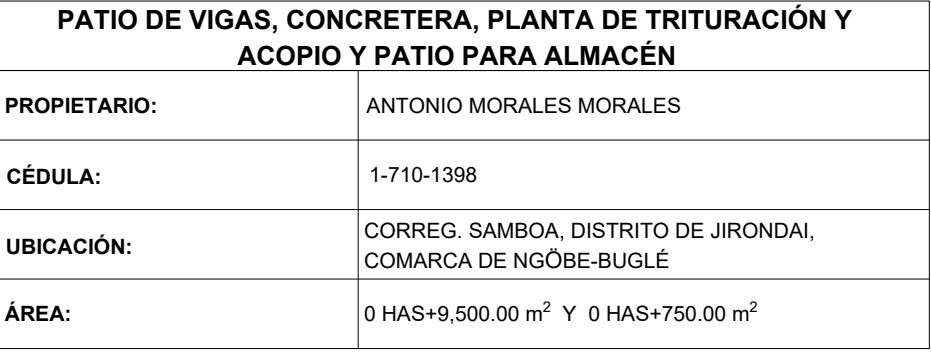 PATIO DE VIGAS, CONCRETERA, PLANTA DE TRITURACIÓN Y
ACOPIO Y PATIO PARA ALMACÉN
PROPIETARIO: ANTONIO MORALES MORALES
CÉDULA: 1-710-1398
UBICACIÓN: CORREG. SAMBOA, DISTRITO DE JIRONDAI,
COMARCA DE NGÖBE-BUGLÉ
ÁREA: 0 HAS+9,500.00 m² Y 0 HAS+750.00 m²